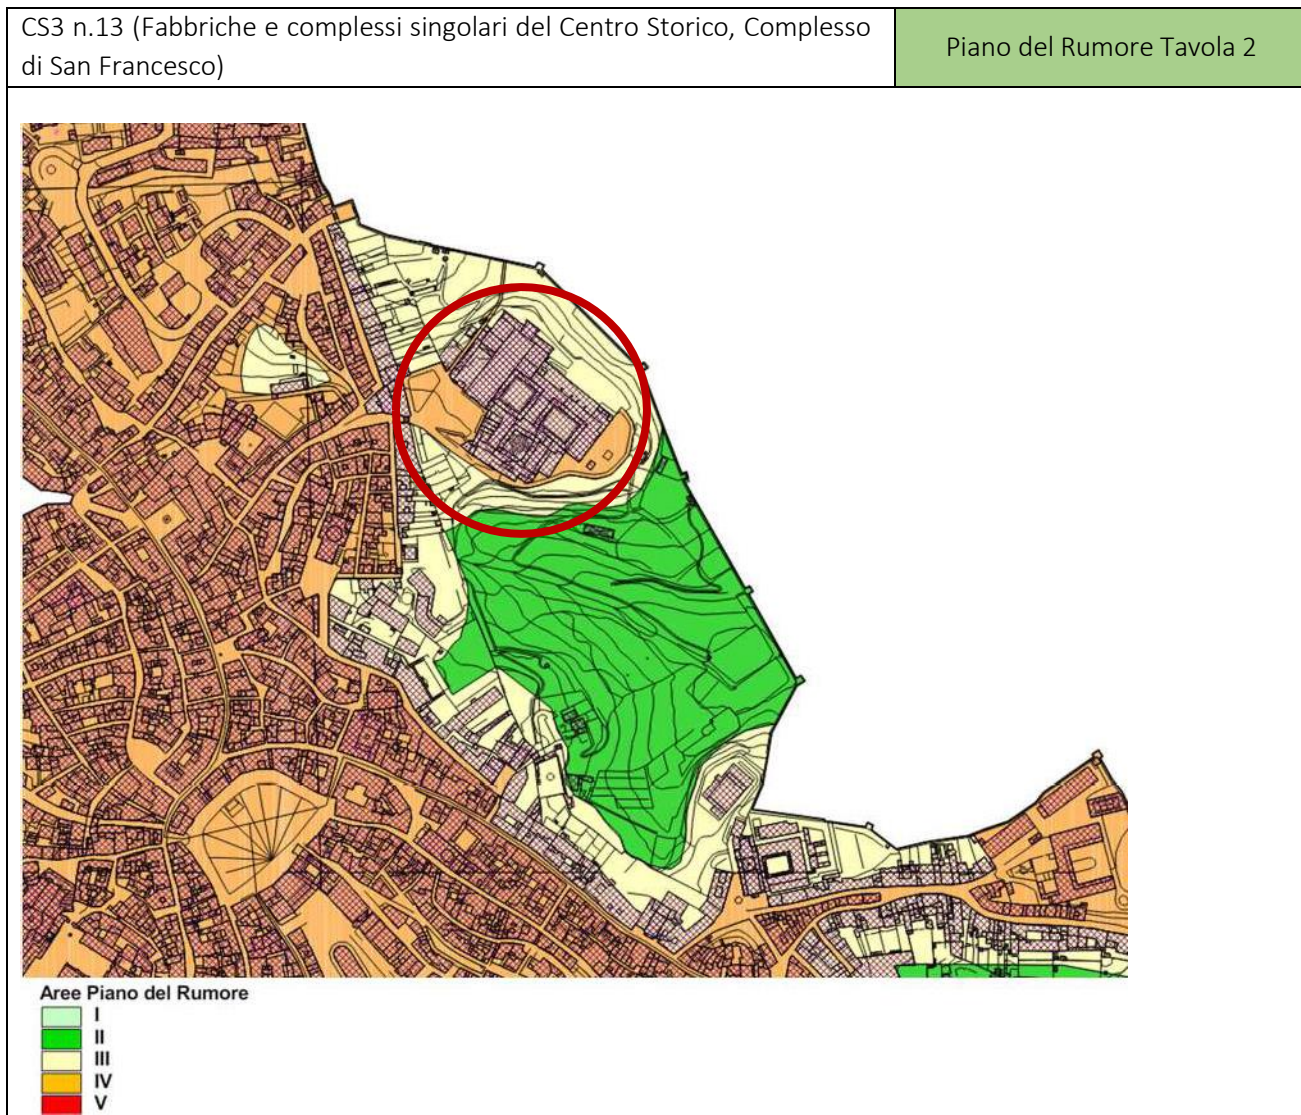 CS3 n.13 (Fabbriche e complessi singolari del Centro Storico, Complesso
di San Francesco)
Piano del Rumore Tavola 2
Aree Piano del Rumore
I
II
III
IV
V